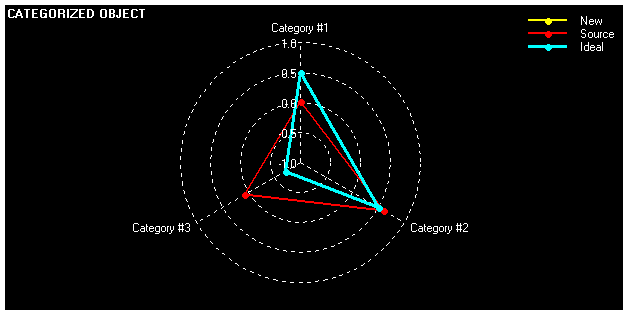 CATEGORIZED OBJECT
New
Source
Ideal
Category #1
1.0
0.5
0.0
-0.5
-1.0
Category #3
Category #2